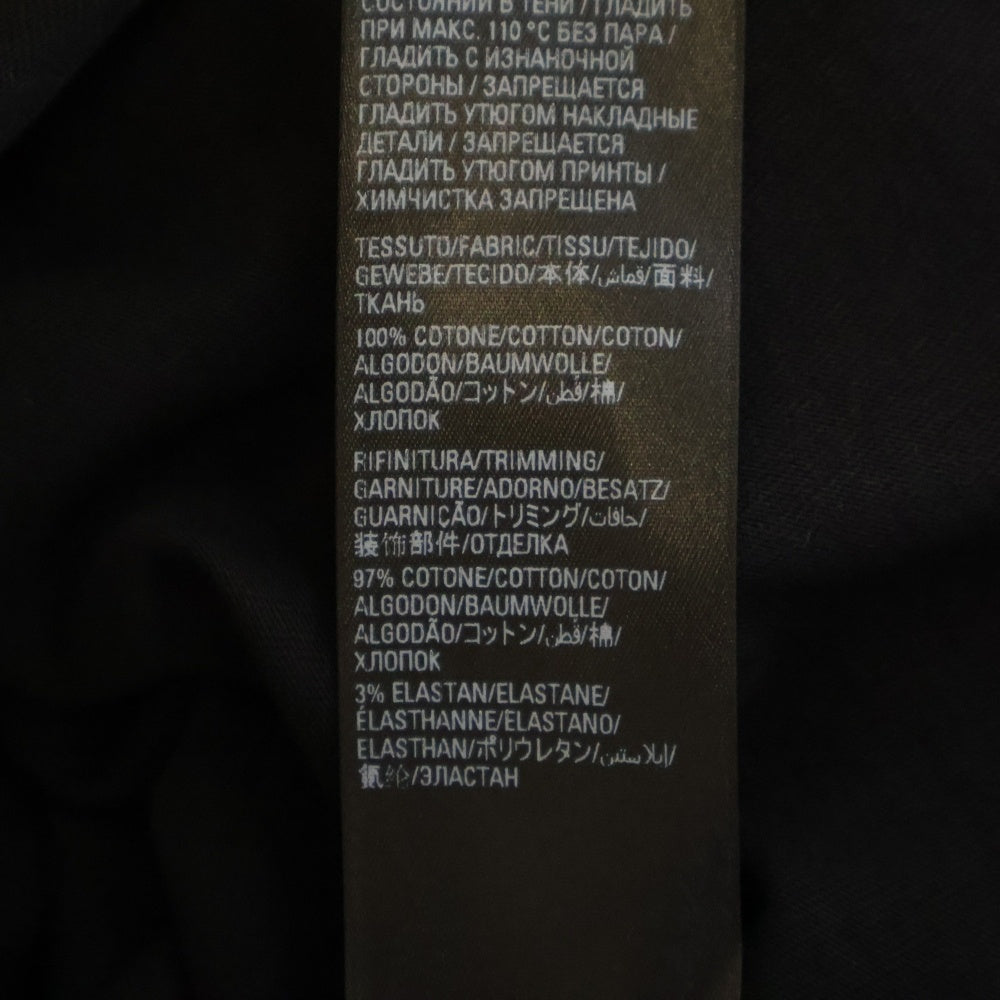 СОСТОЯНИИ В ТЕНИ / ГЛАДИТЬ
ПРИ МАКС. 110 °C БЕЗ ПАРА /
ГЛАДИТЬ С ИЗНАНОЧНОЙ
СТОРОНЫ / ЗАПРЕЩАЕТСЯ
ГЛАДИТЬ УТЮГОМ НАКЛАДНЫЕ
ДЕТАЛИ / ЗАПРЕЩАЕТСЯ
ГЛАДИТЬ УТЮГОМ ПРИНТЫ /
ХИМЧИСТКА ЗАПРЕЩЕНА
TESSUTO/FABRIC/TISSU/TEJIDO/
GEWEBE/TECIDO/本体/قماش/面料/
ТКАНЬ
100% COTONE/COTTON/COTON/
ALGODON/BAUMWOLLE/
ALGODÃO/コットン/قطن/棉/
ХЛОПОК
RIFINITURA/TRIMMING/
GARNITURE/ADORNO/BESATZ/
GUARNICÃO/トリミング/حافات/
装饰部件/ОТДЕЛКА
97% COTONE/COTTON/COTON/
ALGODON/BAUMWOLLE/
ALGODÃO/コットン/قطن/棉/
ХЛОПОК
3% ELASTAN/ELASTANE/
ÉLASTHANNE/ELASTANO/
ELASTHAN/ポリウレタン/إيلاستين/
氨纶/ЭЛАСТАН